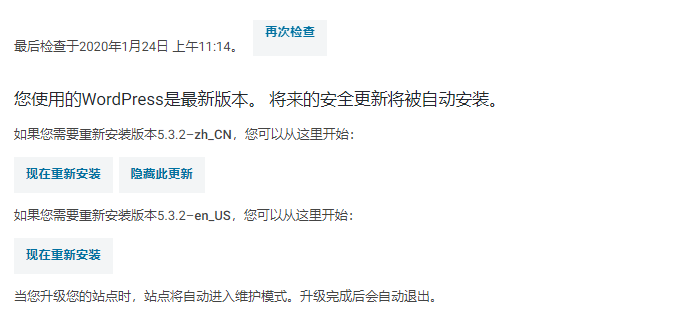 最后检查于2020年1月24日 上午11:14。 再次检查
您使用的WordPress是最新版本。 将来的安全更新将被自动安装。
如果您需要重新安装版本5.3.2–zh_CN，您可以从这里开始：
现在重新安装 隐藏此更新
如果您需要重新安装版本5.3.2–en_US，您可以从这里开始：
现在重新安装
当您升级您的站点时，站点将自动进入维护模式。升级完成后会自动退出。